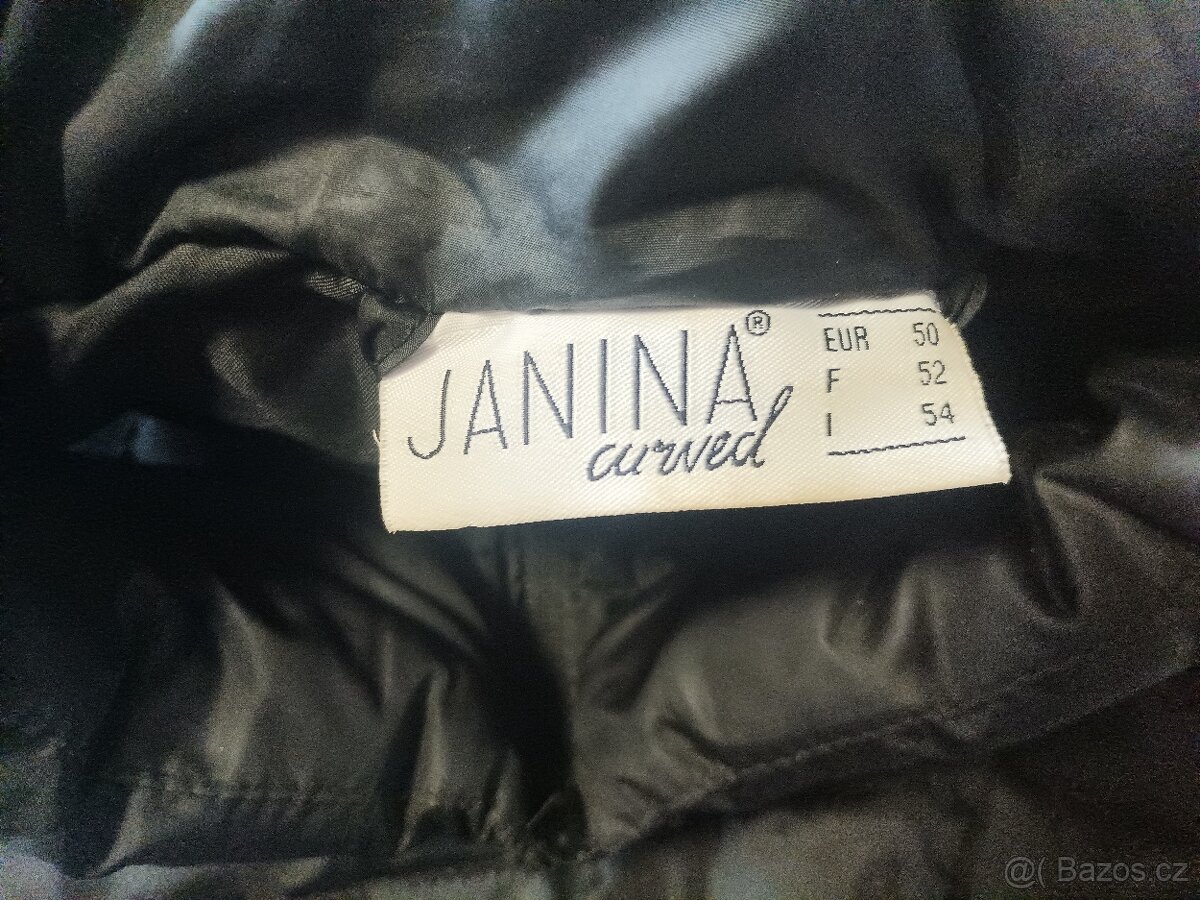 JANINA®
curved
EUR 50
F 52
I 54
@( Bazos.cz